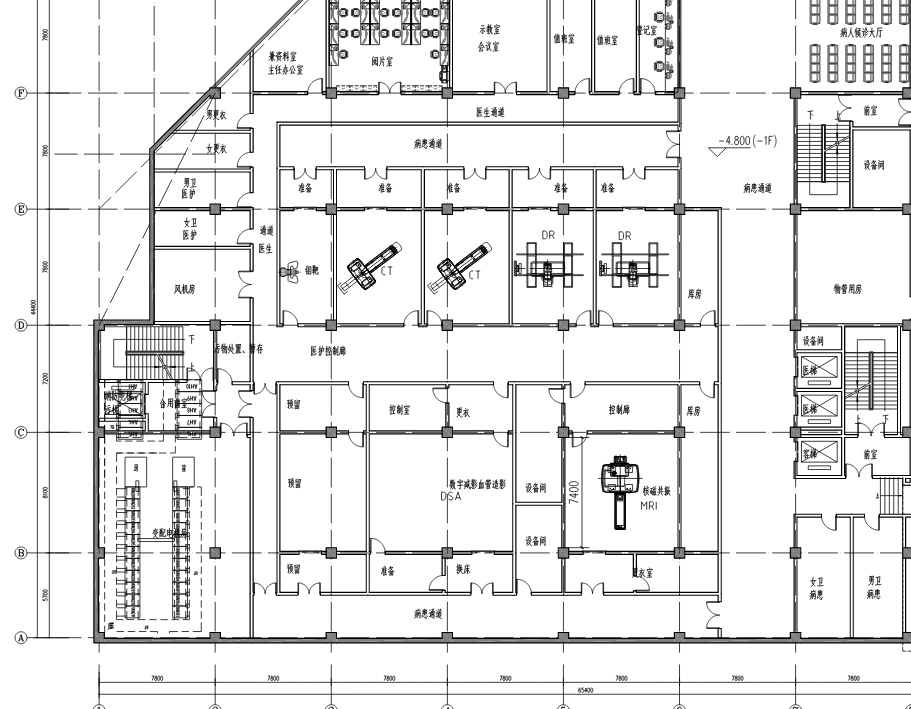 7800
兼资料室
主任办公室
阅片室
示教室
会议室
值班室
值班室
登记室
病人候诊大厅
F
男更衣
医生通道
下
上
前室
7800
女更衣
病患通道
-4.800(-1F)
设备间
男卫
医护
准备
准备
准备
准备
准备
病患通道
E
女卫
医护
通道
医生
DR
DR
7800
44400
钼靶
CT
CT
风机房
库房
物管用房
D
下
上
污物处置、暂存
医护控制廊
设备间
医梯
7200
预留
控制室
更衣
控制廊
库房
医梯
上
下
C
客梯
前室
预留
数字减影血管造影
DSA
设备间
7400
核磁共振
MRI
8000
上
设备间
B
预留
准备
换床
更衣室
女卫
病患
男卫
病患
5700
病患通道
A
7800
7800
7800
7800
7800
7800
7800
65400